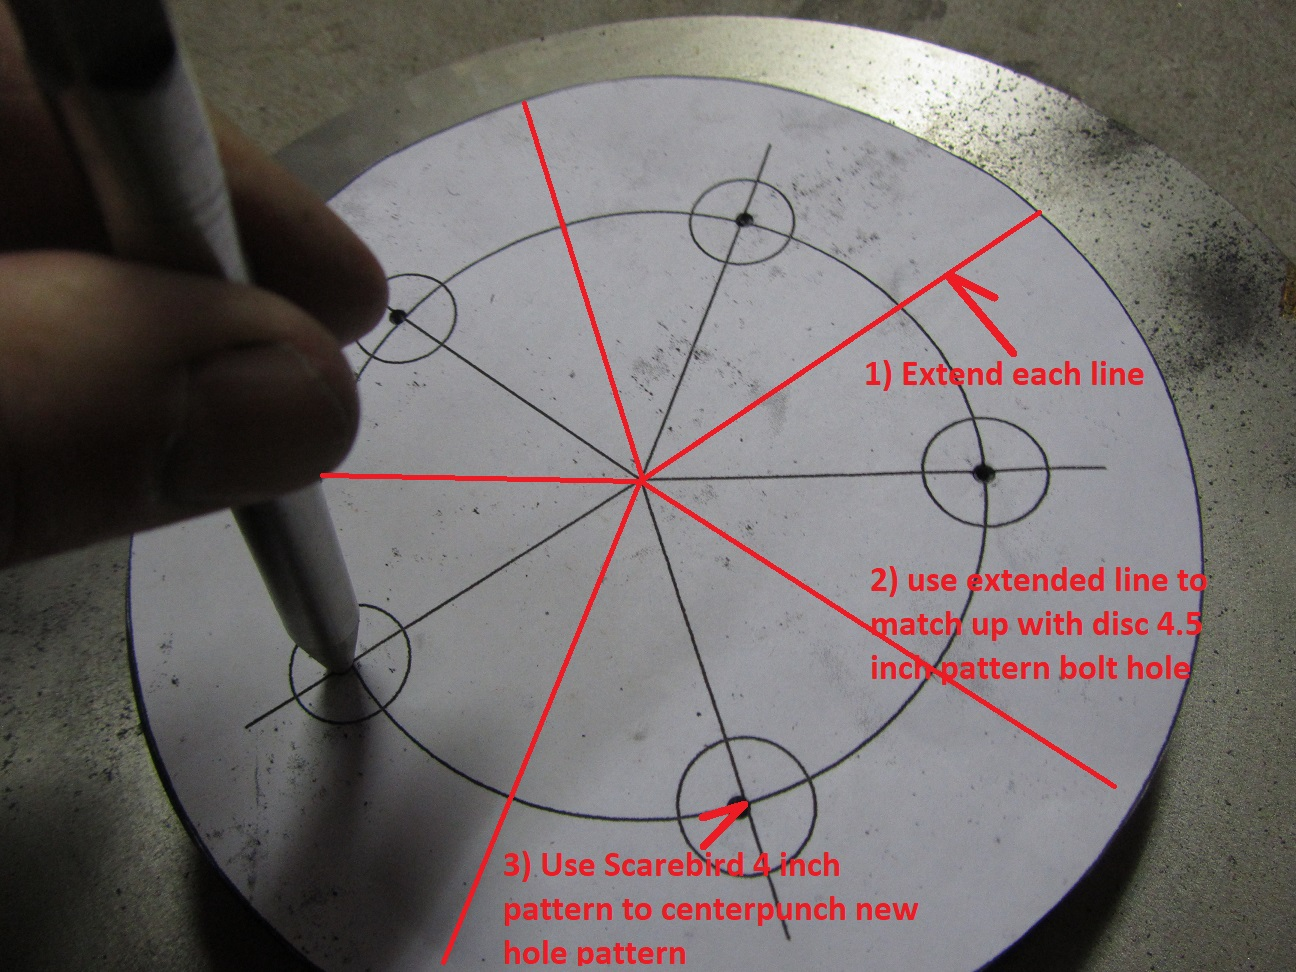 1) Extend each line
2) use extended line to
match up with disc 4.5
inch pattern bolt hole
3) Use Scarebird 4 inch
pattern to centerpunch new
hole pattern